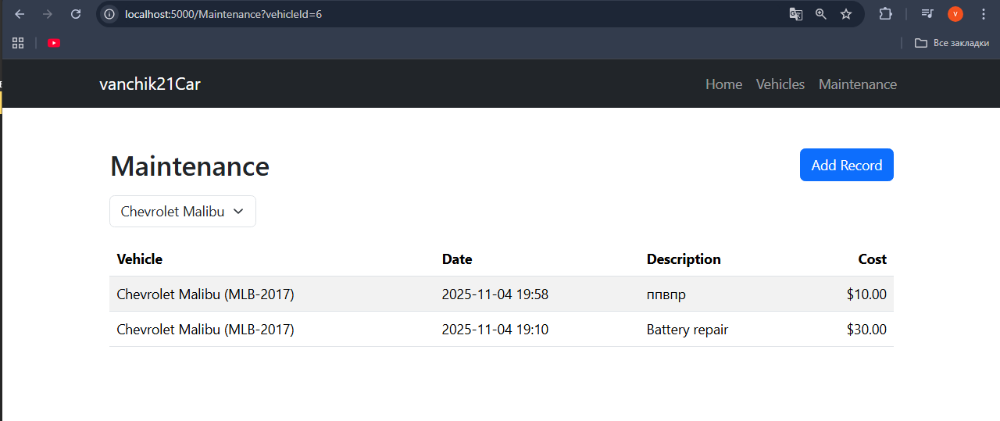 localhost:5000/Maintenance?vehicleId=6
v
Все закладки
vanchik21Car
Home Vehicles Maintenance
Maintenance
Add Record
Chevrolet Malibu
Vehicle Date Description Cost
Chevrolet Malibu (MLB-2017) 2025-11-04 19:58 ппвпр $10.00
Chevrolet Malibu (MLB-2017) 2025-11-04 19:10 Battery repair $30.00